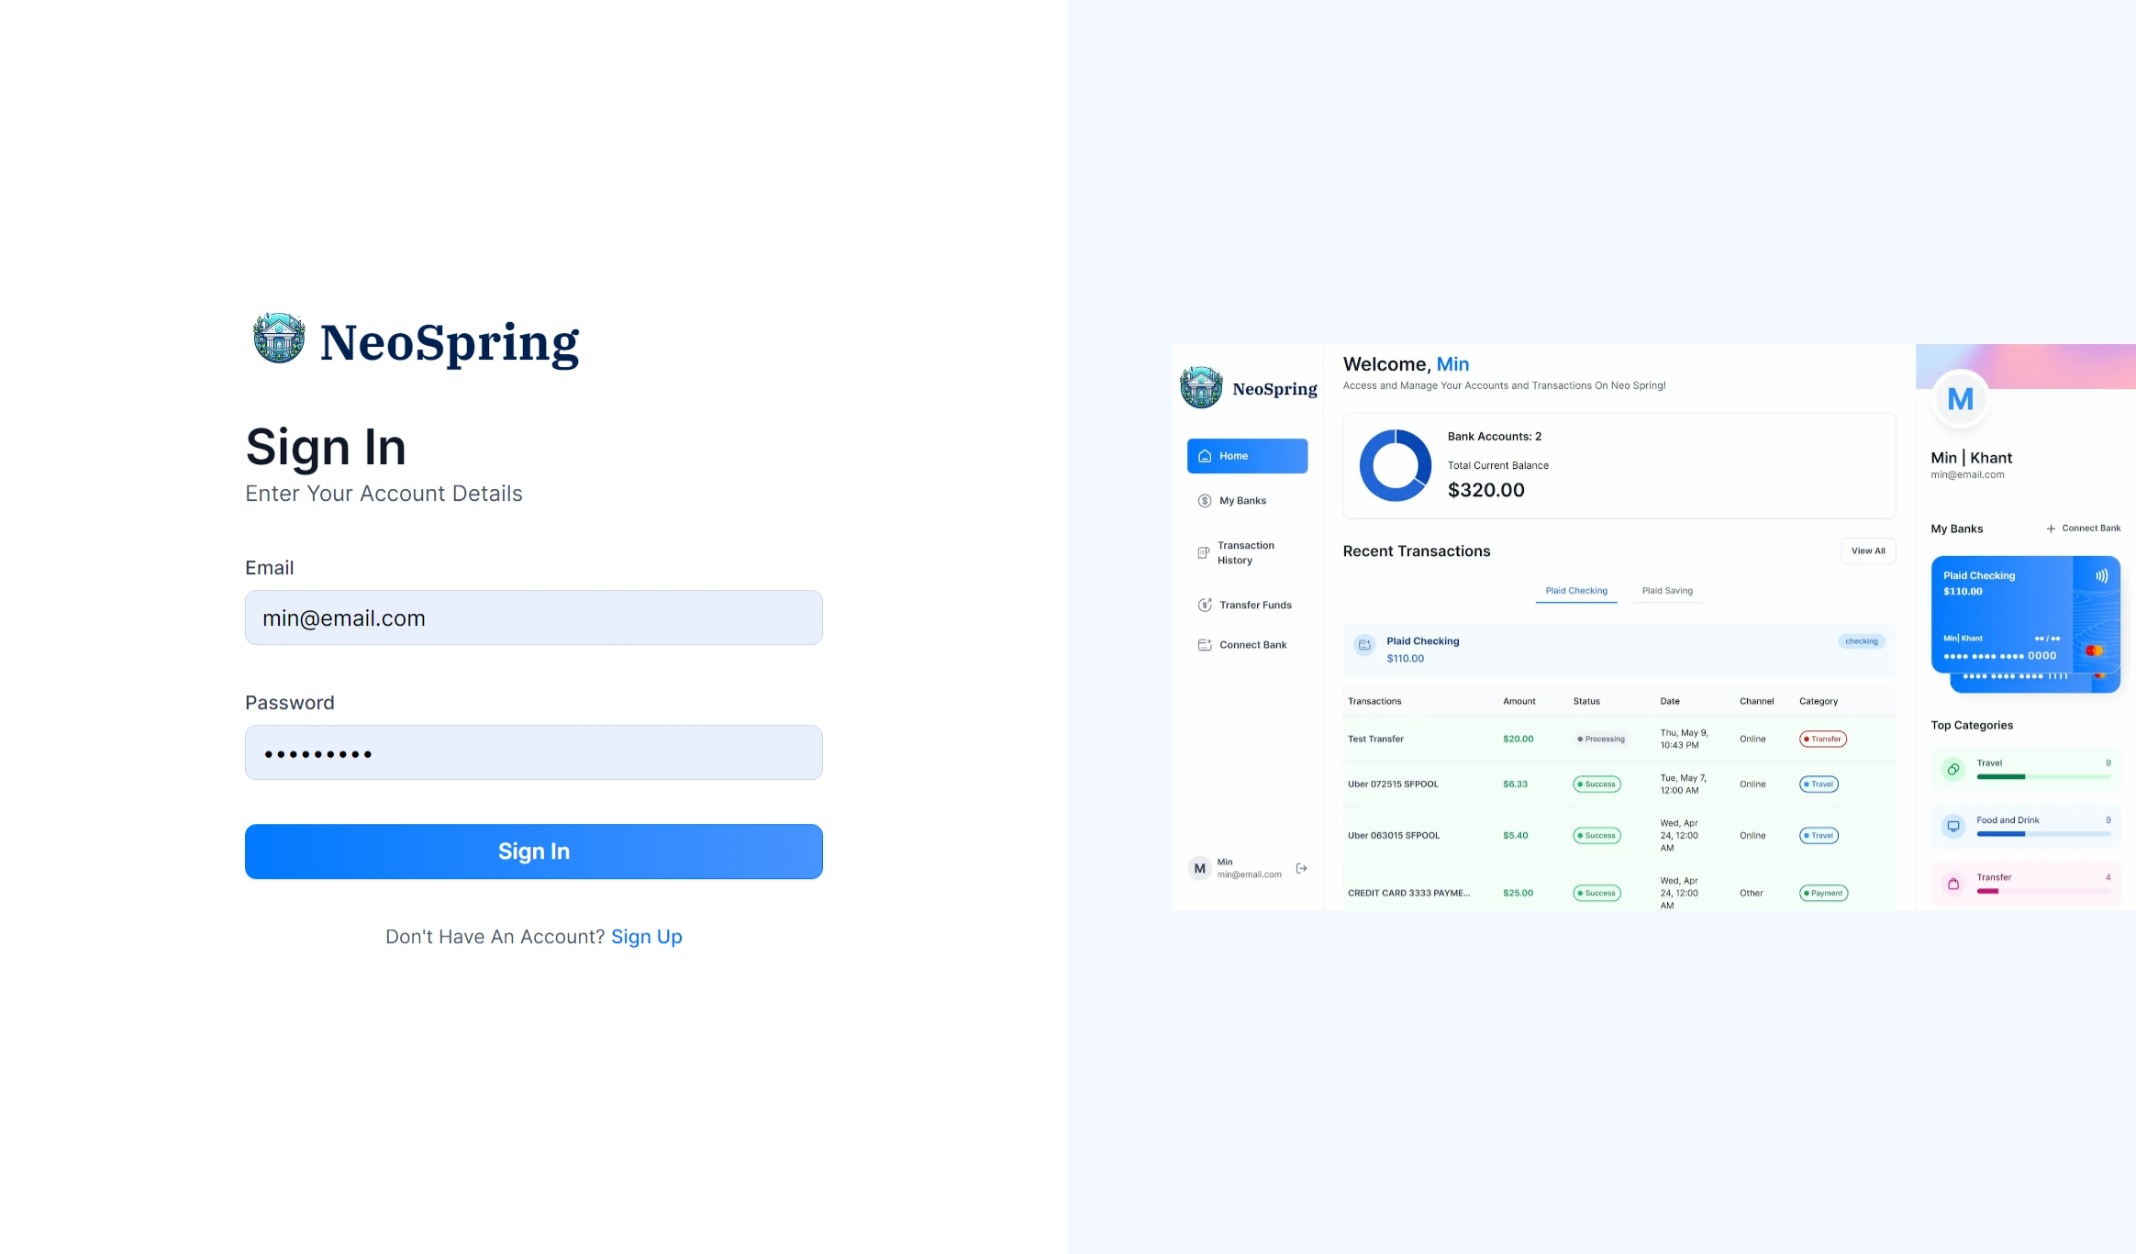 NeoSpring
Sign In
Enter Your Account Details
Email
min@email.com
Password
•••••••••
Sign In
Don't Have An Account? Sign Up
NeoSpring
Home
My Banks
Transaction
History
Transfer Funds
Connect Bank
M
Min
min@email.com
Welcome, Min
Access and Manage Your Accounts and Transactions On Neo Spring!
Bank Accounts: 2
Total Current Balance
$320.00
Recent Transactions
View All
Plaid Checking Plaid Saving
Plaid Checking
$110.00
checking
Transactions Amount Status Date Channel Category
Test Transfer $20.00 Processing Thu, May 9,
10:43 PM Online Transfer
Uber 072515 SFPOOL $6.33 Success Tue, May 7,
12:00 AM Online Travel
Uber 063015 SFPOOL $5.40 Success Wed, Apr
24, 12:00
AM Online Travel
CREDIT CARD 3333 PAYME... $25.00 Success Wed, Apr
24, 12:00
AM Other Payment
M
Min | Khant
min@email.com
My Banks + Connect Bank
Plaid Checking
$110.00
Min| Khant •• / ••
•••• •••• •••• 0000
•••• •••• •••• 1111
Top Categories
Travel 9
Food and Drink 9
Transfer 4